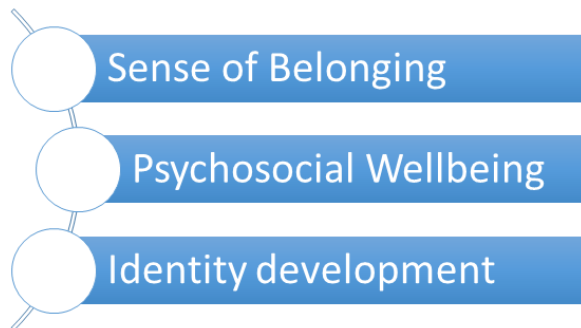 Sense of Belonging
Psychosocial Wellbeing
Identity development